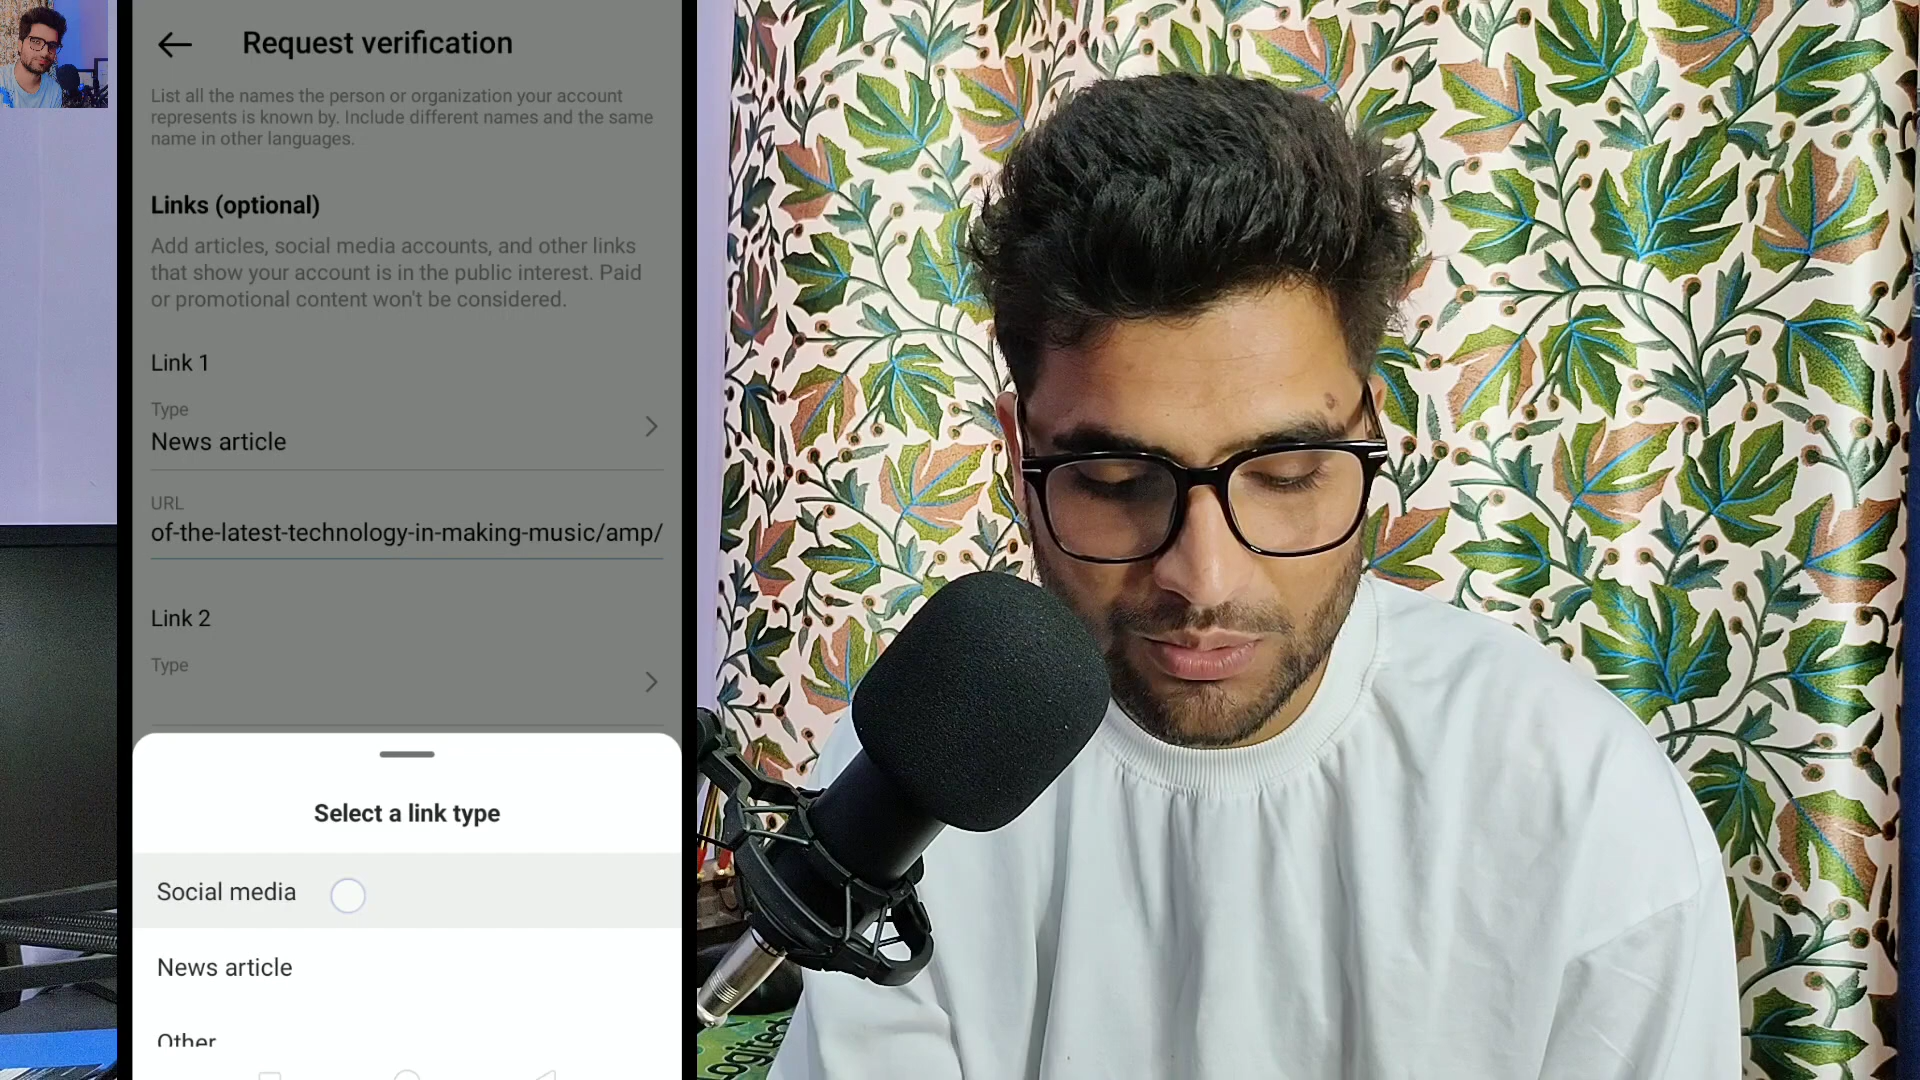 Request verification
List all the names the person or organization your account
represents is known by. Include different names and the same
name in other languages.
Links (optional)
Add articles, social media accounts, and other links
that show your account is in the public interest. Paid
or promotional content won't be considered.
Link 1
Type
News article
URL
of-the-latest-technology-in-making-music/amp/
Link 2
Type
Select a link type
Social media
News article
Other
Logitech